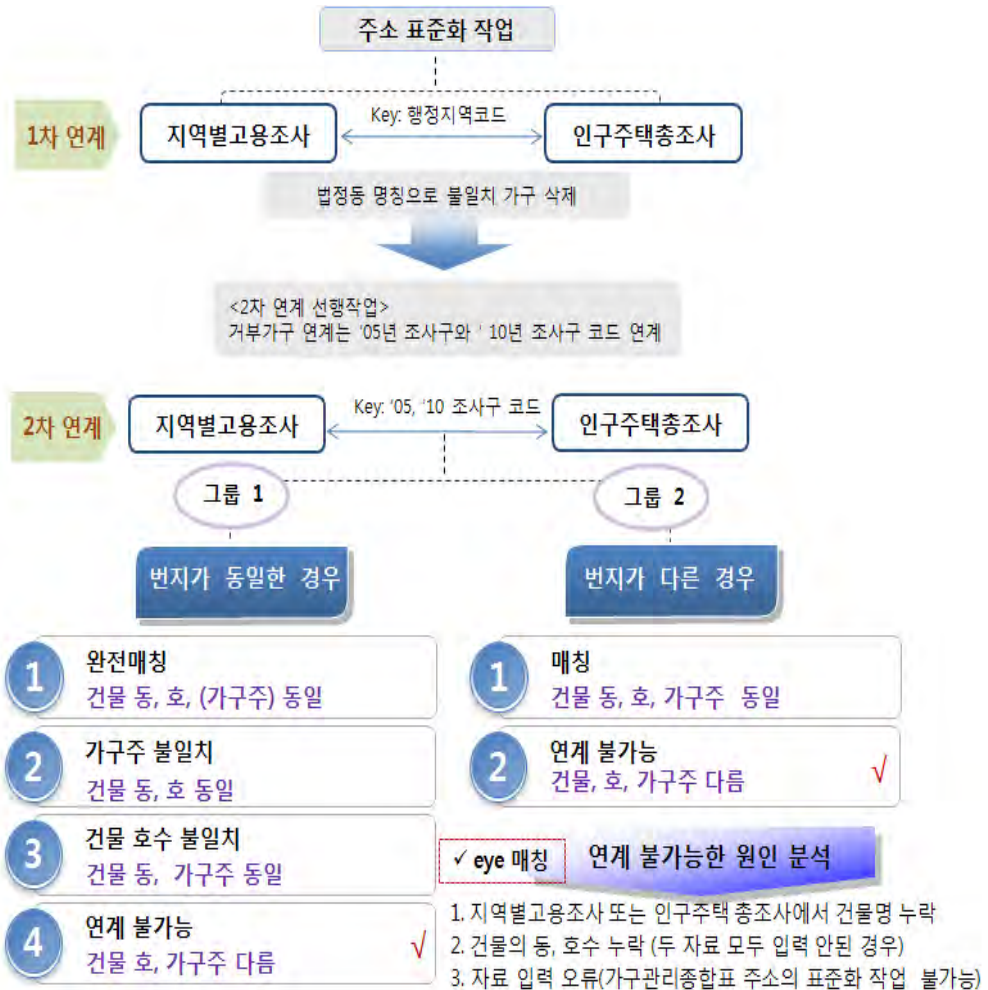 주소 표준화 작업
1차 연계
지역별고용조사
Key: 행정지역코드
인구주택총조사
법정동 명칭으로 불일치 가구 삭제
<2차 연계 선행작업>
거부가구 연계는 '05년 조사구와 ' 10년 조사구 코드 연계
2차 연계
지역별고용조사
Key: '05, '10 조사구 코드
인구주택총조사
그룹 1
그룹 2
번지가 동일한 경우
번지가 다른 경우
1
완전매칭
건물 동, 호, (가구주) 동일
2
가구주 불일치
건물 동, 호 동일
3
건물 호수 불일치
건물 동, 가구주 동일
4
연계 불가능
건물 호, 가구주 다름
√
1
매칭
건물 동, 호, 가구주 동일
2
연계 불가능
건물, 호, 가구주 다름
√
✓ eye 매칭
연계 불가능한 원인 분석
1. 지역별고용조사 또는 인구주택 총조사에서 건물명 누락
2. 건물의 동, 호수 누락 (두 자료 모두 입력 안된 경우)
3. 자료 입력 오류(가구관리종합표 주소의 표준화 작업 불가능)